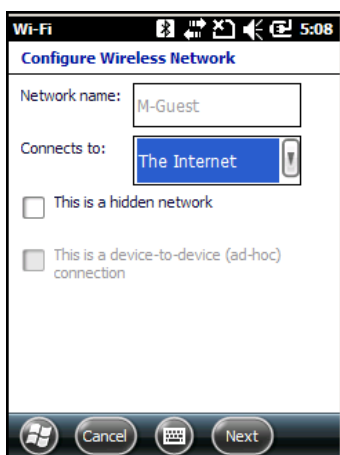 Wi-Fi 5:08
Configure Wireless Network
Network name: M-Guest
Connects to: The Internet
This is a hidden network
This is a device-to-device (ad-hoc)
connection
Cancel Next